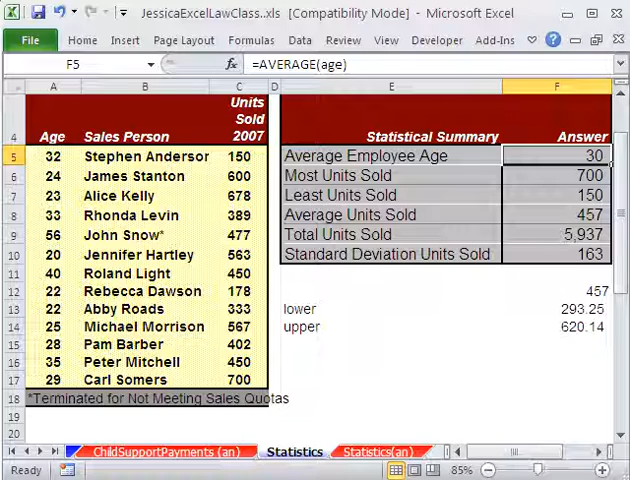 JessicaExcelLawClass..xls [Compatibility Mode] - Microsoft Excel
File Home Insert Page Layout Formulas Data Review View Developer Add-Ins
F5 fx =AVERAGE(age)
A B C D E F
Units
Sold
4 Age Sales Person 2007 Statistical Summary Answer
5 32 Stephen Anderson 150 Average Employee Age 30
6 24 James Stanton 600 Most Units Sold 700
7 23 Alice Kelly 678 Least Units Sold 150
8 33 Rhonda Levin 389 Average Units Sold 457
9 56 John Snow* 477 Total Units Sold 5,937
10 20 Jennifer Hartley 563 Standard Deviation Units Sold 163
11 40 Roland Light 450
12 22 Rebecca Dawson 178 457
13 22 Abby Roads 333 lower 293.25
14 25 Michael Morrison 567 upper 620.14
15 28 Pam Barber 402
16 35 Peter Mitchell 450
17 29 Carl Somers 700
18 *Terminated for Not Meeting Sales Quotas
19
20
ChildSupportPayments (an) Statistics Statistics(an)
Ready 85%